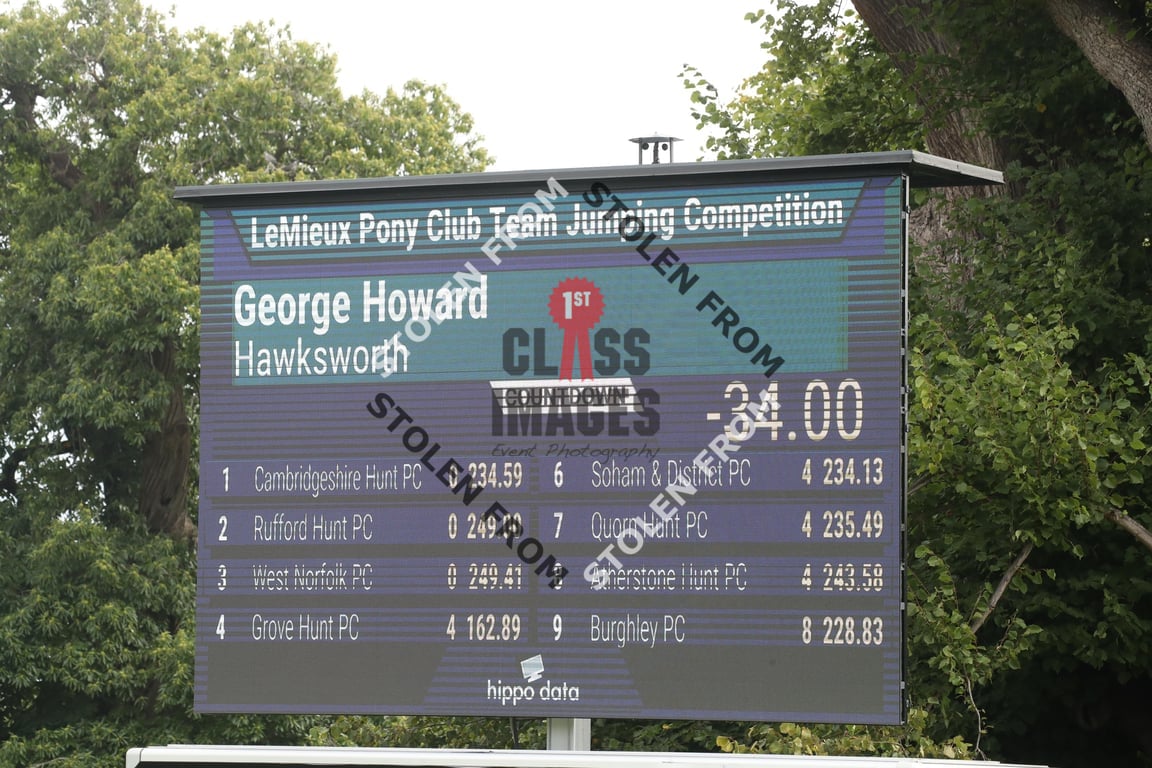 LeMieux Pony Club Team Jumping Competition
George Howard
Hawksworth
1ST
CLASS
COUNTDOWN
IMAGES
Event Photography
-34.00
1 Cambridgeshire Hunt PC 0 234.59
2 Rufford Hunt PC 0
3 West Norfolk PC 0 249.41
4 Grove Hunt PC 4 162.89
6 Soham & District PC 4 234.13
7 Quorn Hunt PC 4 235.49
Atherstone Hunt PC 4 243.58
9 Burghley PC 8 228.83
hippo data
STOLEN FROM
STOLEN FROM
STOLEN FROM
STOLEN FROM